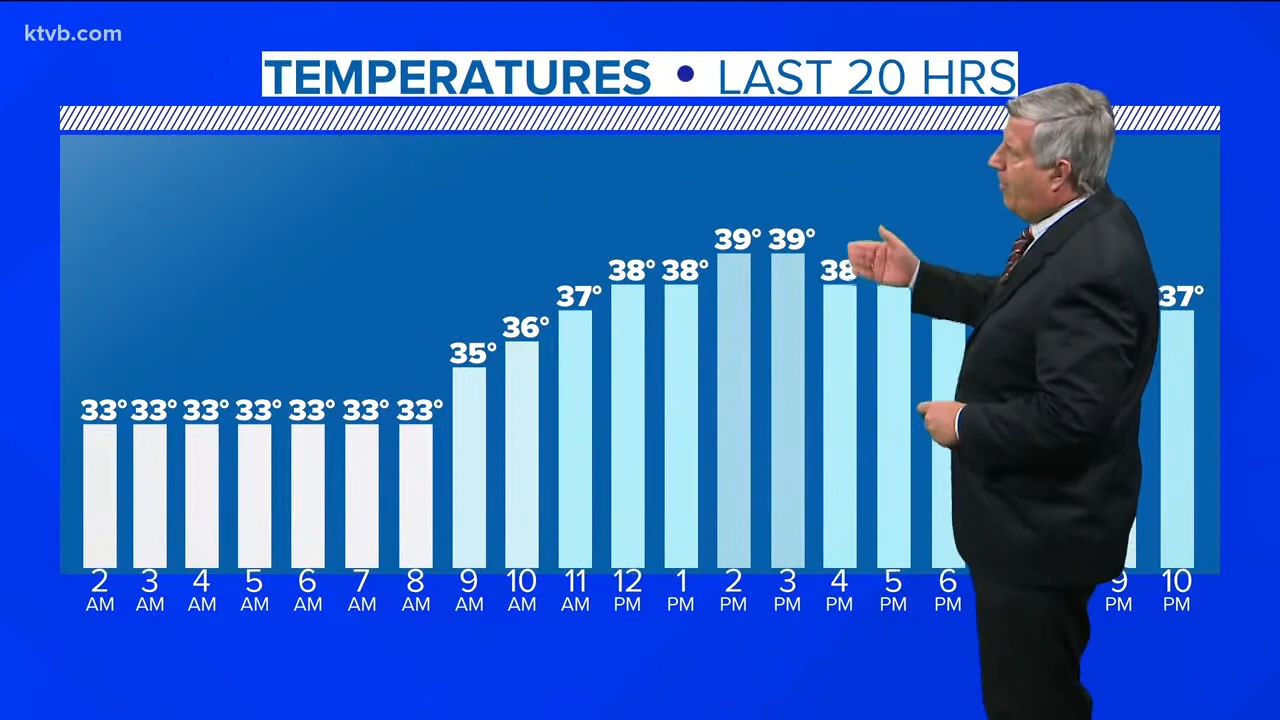 ktvb.com
TEMPERATURES • LAST 20 HRS
39° 39°
38° 38° 38
37° 37°
36°
35°
33° 33° 33° 33° 33° 33° 33°
2 3 4 5 6 7 8 9 10 11 12 1 2 3 4 5 6 9 10
AM AM AM AM AM AM AM AM AM AM PM PM PM PM PM PM PM PM PM